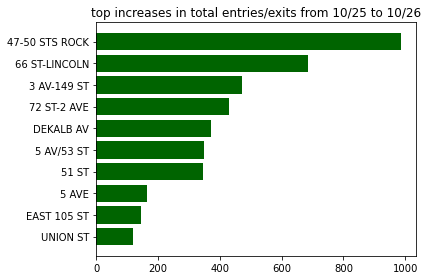 top increases in total entries/exits from 10/25 to 10/26
47-50 STS ROCK
66 ST-LINCOLN
3 AV-149 ST
72 ST-2 AVE
DEKALB AV
5 AV/53 ST
51 ST
5 AVE
EAST 105 ST
UNION ST
0 200 400 600 800 1000